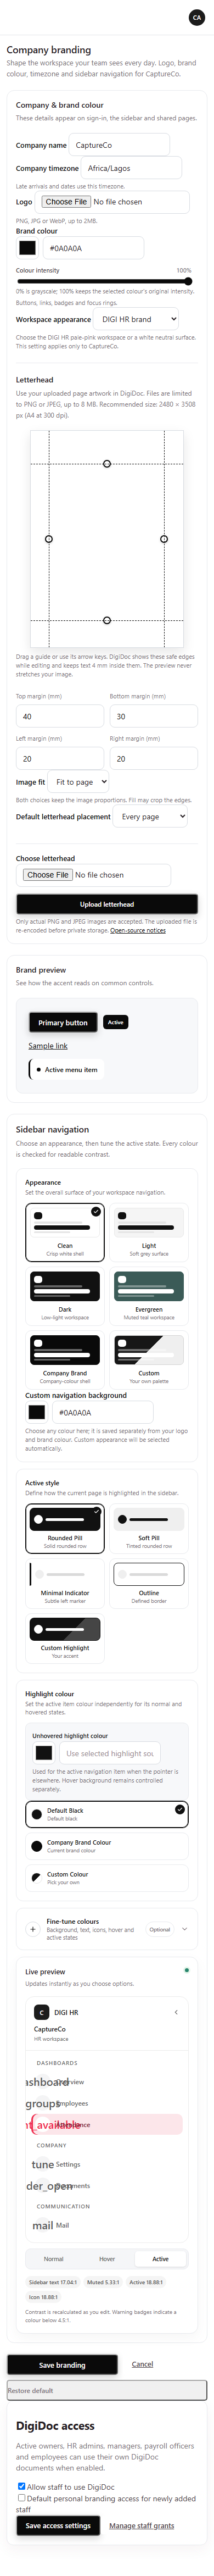 CA
Company branding
Shape the workspace your team sees every day. Logo, brand
colour, timezone and sidebar navigation for CaptureCo.
Company & brand colour
These details appear on sign-in, the sidebar and shared pages.
Company name CaptureCo
Company timezone Africa/Lagos
Late arrivals and dates use this timezone.
Logo Choose File No file chosen
PNG, JPG or WebP, up to 2MB.
Brand colour
#0A0A0A
Colour intensity 100%
0% is greyscale; 100% keeps the selected colour's original intensity.
Buttons, links, badges and focus rings.
Workspace appearance DIGI HR brand
Choose the DIGI HR pale-pink workspace or a white neutral surface.
This setting applies only to CaptureCo.
Letterhead
Use your uploaded page artwork in DigiDoc. Files are limited
to PNG or JPEG, up to 8 MB. Recommended size: 2480 × 3508
px (A4 at 300 dpi).
Drag a guide or use its arrow keys. DigiDoc shows these safe edges
while editing and keeps text 4 mm inside them. The preview never
stretches your image.
Top margin (mm) Bottom margin (mm)
40 30
Left margin (mm) Right margin (mm)
20 20
Image fit Fit to page
Both choices keep the image proportions. Fill may crop the edges.
Default letterhead placement Every page
Choose letterhead
Choose File No file chosen
Upload letterhead
Only actual PNG and JPEG images are accepted. The uploaded file is
re-encoded before private storage. Open-source notices
Brand preview
See how the accent reads on common controls.
Primary button Active
Sample link
Active menu item
Sidebar navigation
Choose an appearance, then tune the active state. Every colour
is checked for readable contrast.
Appearance
Set the overall surface of your workspace navigation.
Clean Light
Crisp white shell Soft grey surface
Dark Evergreen
Low-light workspace Muted teal workspace
Company Brand Custom
Company-colour shell Your own palette
Custom navigation background
#0A0A0A
Choose any colour here; it is saved separately from your logo
and brand colour. Custom appearance will be selected
automatically.
Active style
Define how the current page is highlighted in the sidebar.
Rounded Pill Soft Pill
Solid rounded row Tinted rounded row
Minimal Indicator Outline
Subtle left marker Defined border
Custom Highlight
Your accent
Highlight colour
Set the active item colour independently for its normal and
hovered states.
Unhovered highlight colour
Use selected highlight sou
Used for the active navigation item when the pointer is
elsewhere. Hover background remains controlled
separately.
Default Black
Default black
Company Brand Colour
Current brand colour
Custom Colour
Pick your own
Fine-tune colours
Background, text, icons, hover and
active states
Optional
Live preview
Updates instantly as you choose options.
C DIGI HR
CaptureCo
HR workspace
DASHBOARDS
Overview
groups Employees
COMPANY
tune Settings
COMMUNICATION
mail Mail
Normal Hover Active
Sidebar text 17.04:1 Muted 5.33:1 Active 18.88:1
Icon 18.88:1
Contrast is recalculated as you edit. Warning badges indicate a
colour below 4.5:1.
Save branding Cancel
Restore default
DigiDoc access
Active owners, HR admins, managers, payroll officers
and employees can use their own DigiDoc
documents when enabled.
Allow staff to use DigiDoc
Default personal branding access for newly added
staff
Save access settings Manage staff grants